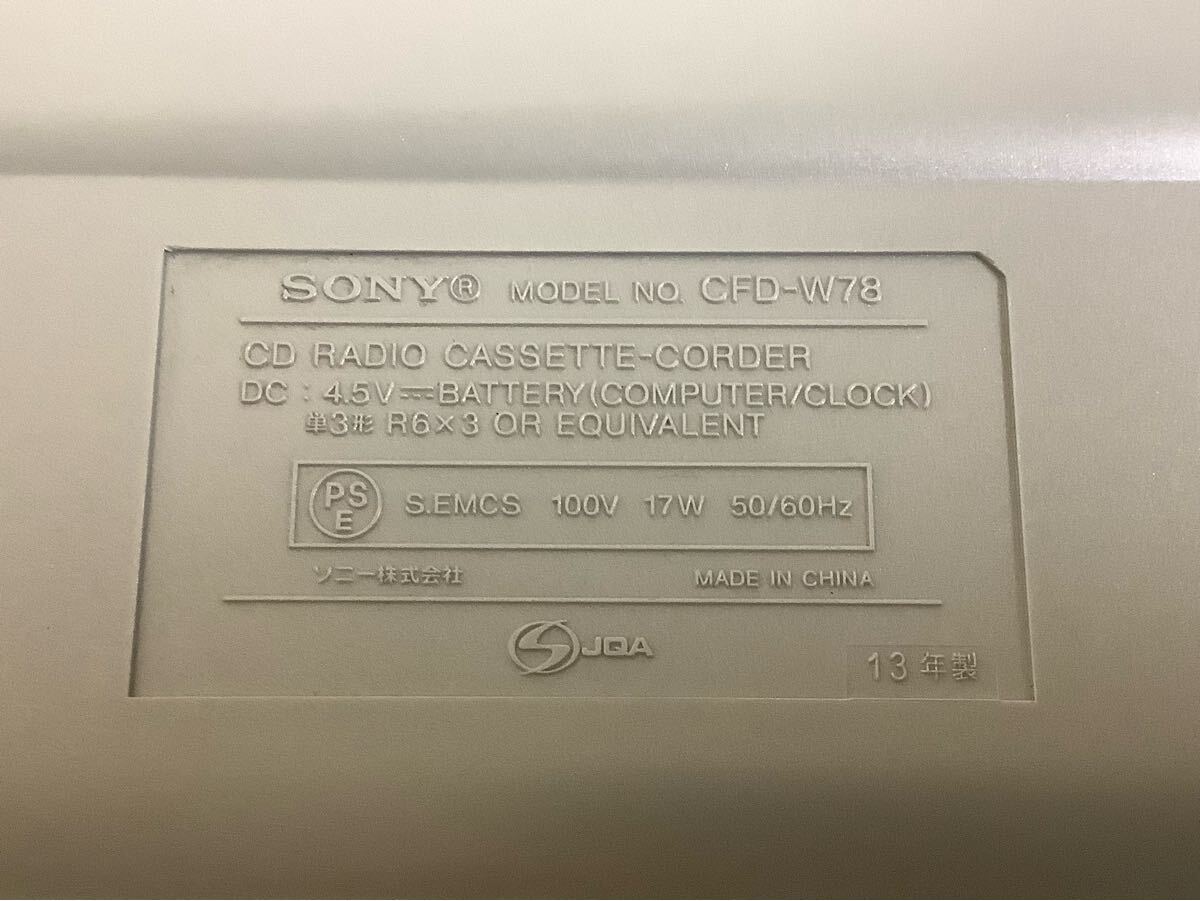 SONY® MODEL NO. CFD-W78
CD RADIO CASSETTE-CORDER
DC : 4.5V⎓BATTERY(COMPUTER/CLOCK)
単3形 R6×3 OR EQUIVALENT
PSE S.EMCS 100V 17W 50/60Hz
ソニー株式会社 MADE IN CHINA
JQA
13年製